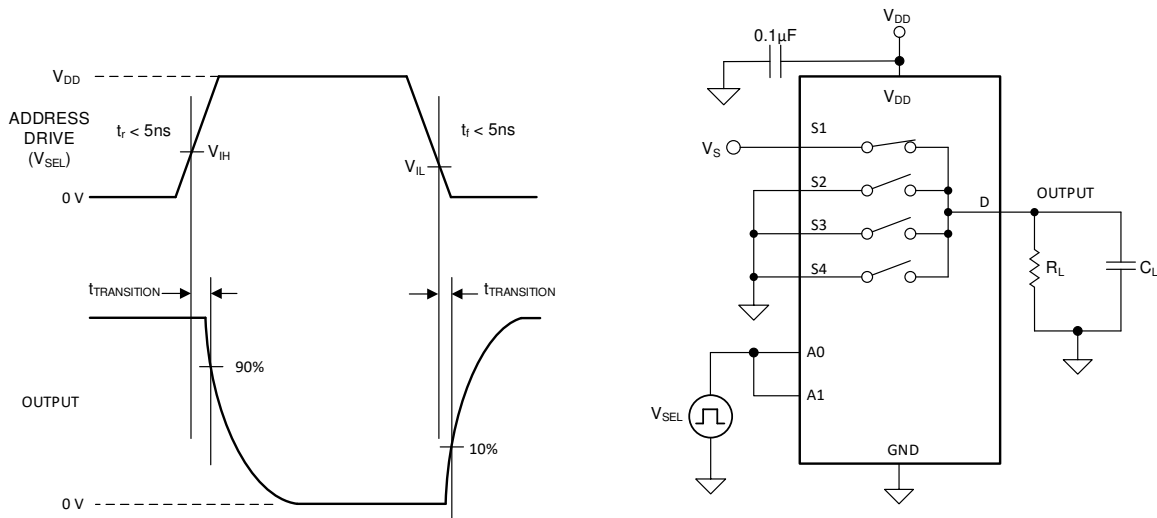 V_DD
ADDRESS
DRIVE
(V_SEL)
t_r < 5ns
V_IH
t_f < 5ns
V_IL
0 V
t_TRANSITION
t_TRANSITION
90%
OUTPUT
10%
0 V
V_DD
0.1µF
V_DD
S1
V_S
S2
S3
S4
D
OUTPUT
R_L
C_L
A0
A1
V_SEL
GND